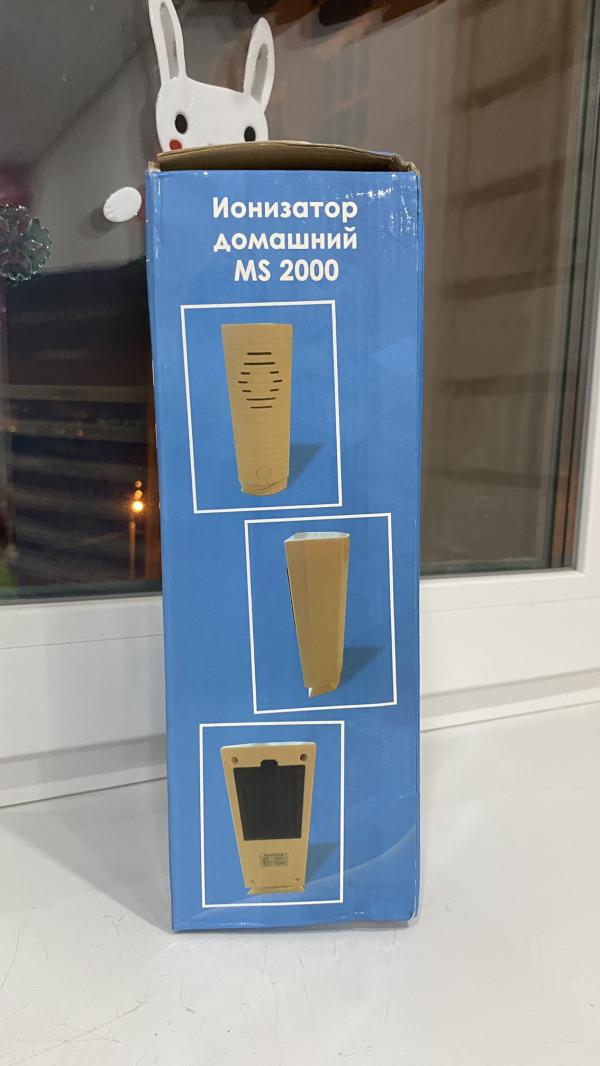 Ионизатор
домашний
MS 2000